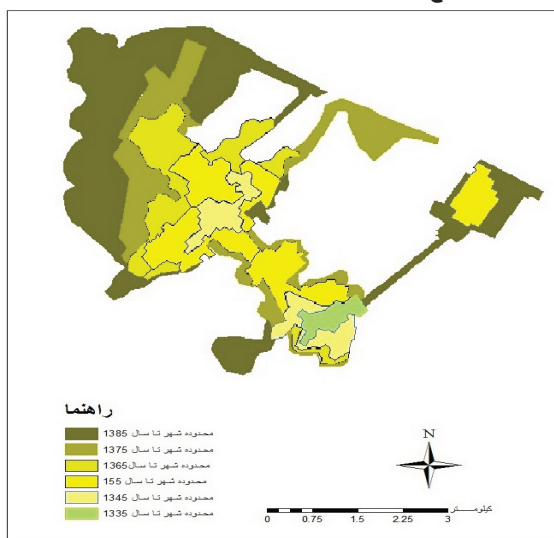 راهنما
محدوده شهر تا سال 1385
محدوده شهر تا سال 1375
محدوده شهر تا سال 1365
محدوده شهر تا سال 155
محدوده شهر تا سال 1345
محدوده شهر تا سال 1335
N
کیلومتر
0 0.75 1.5 2.25 3